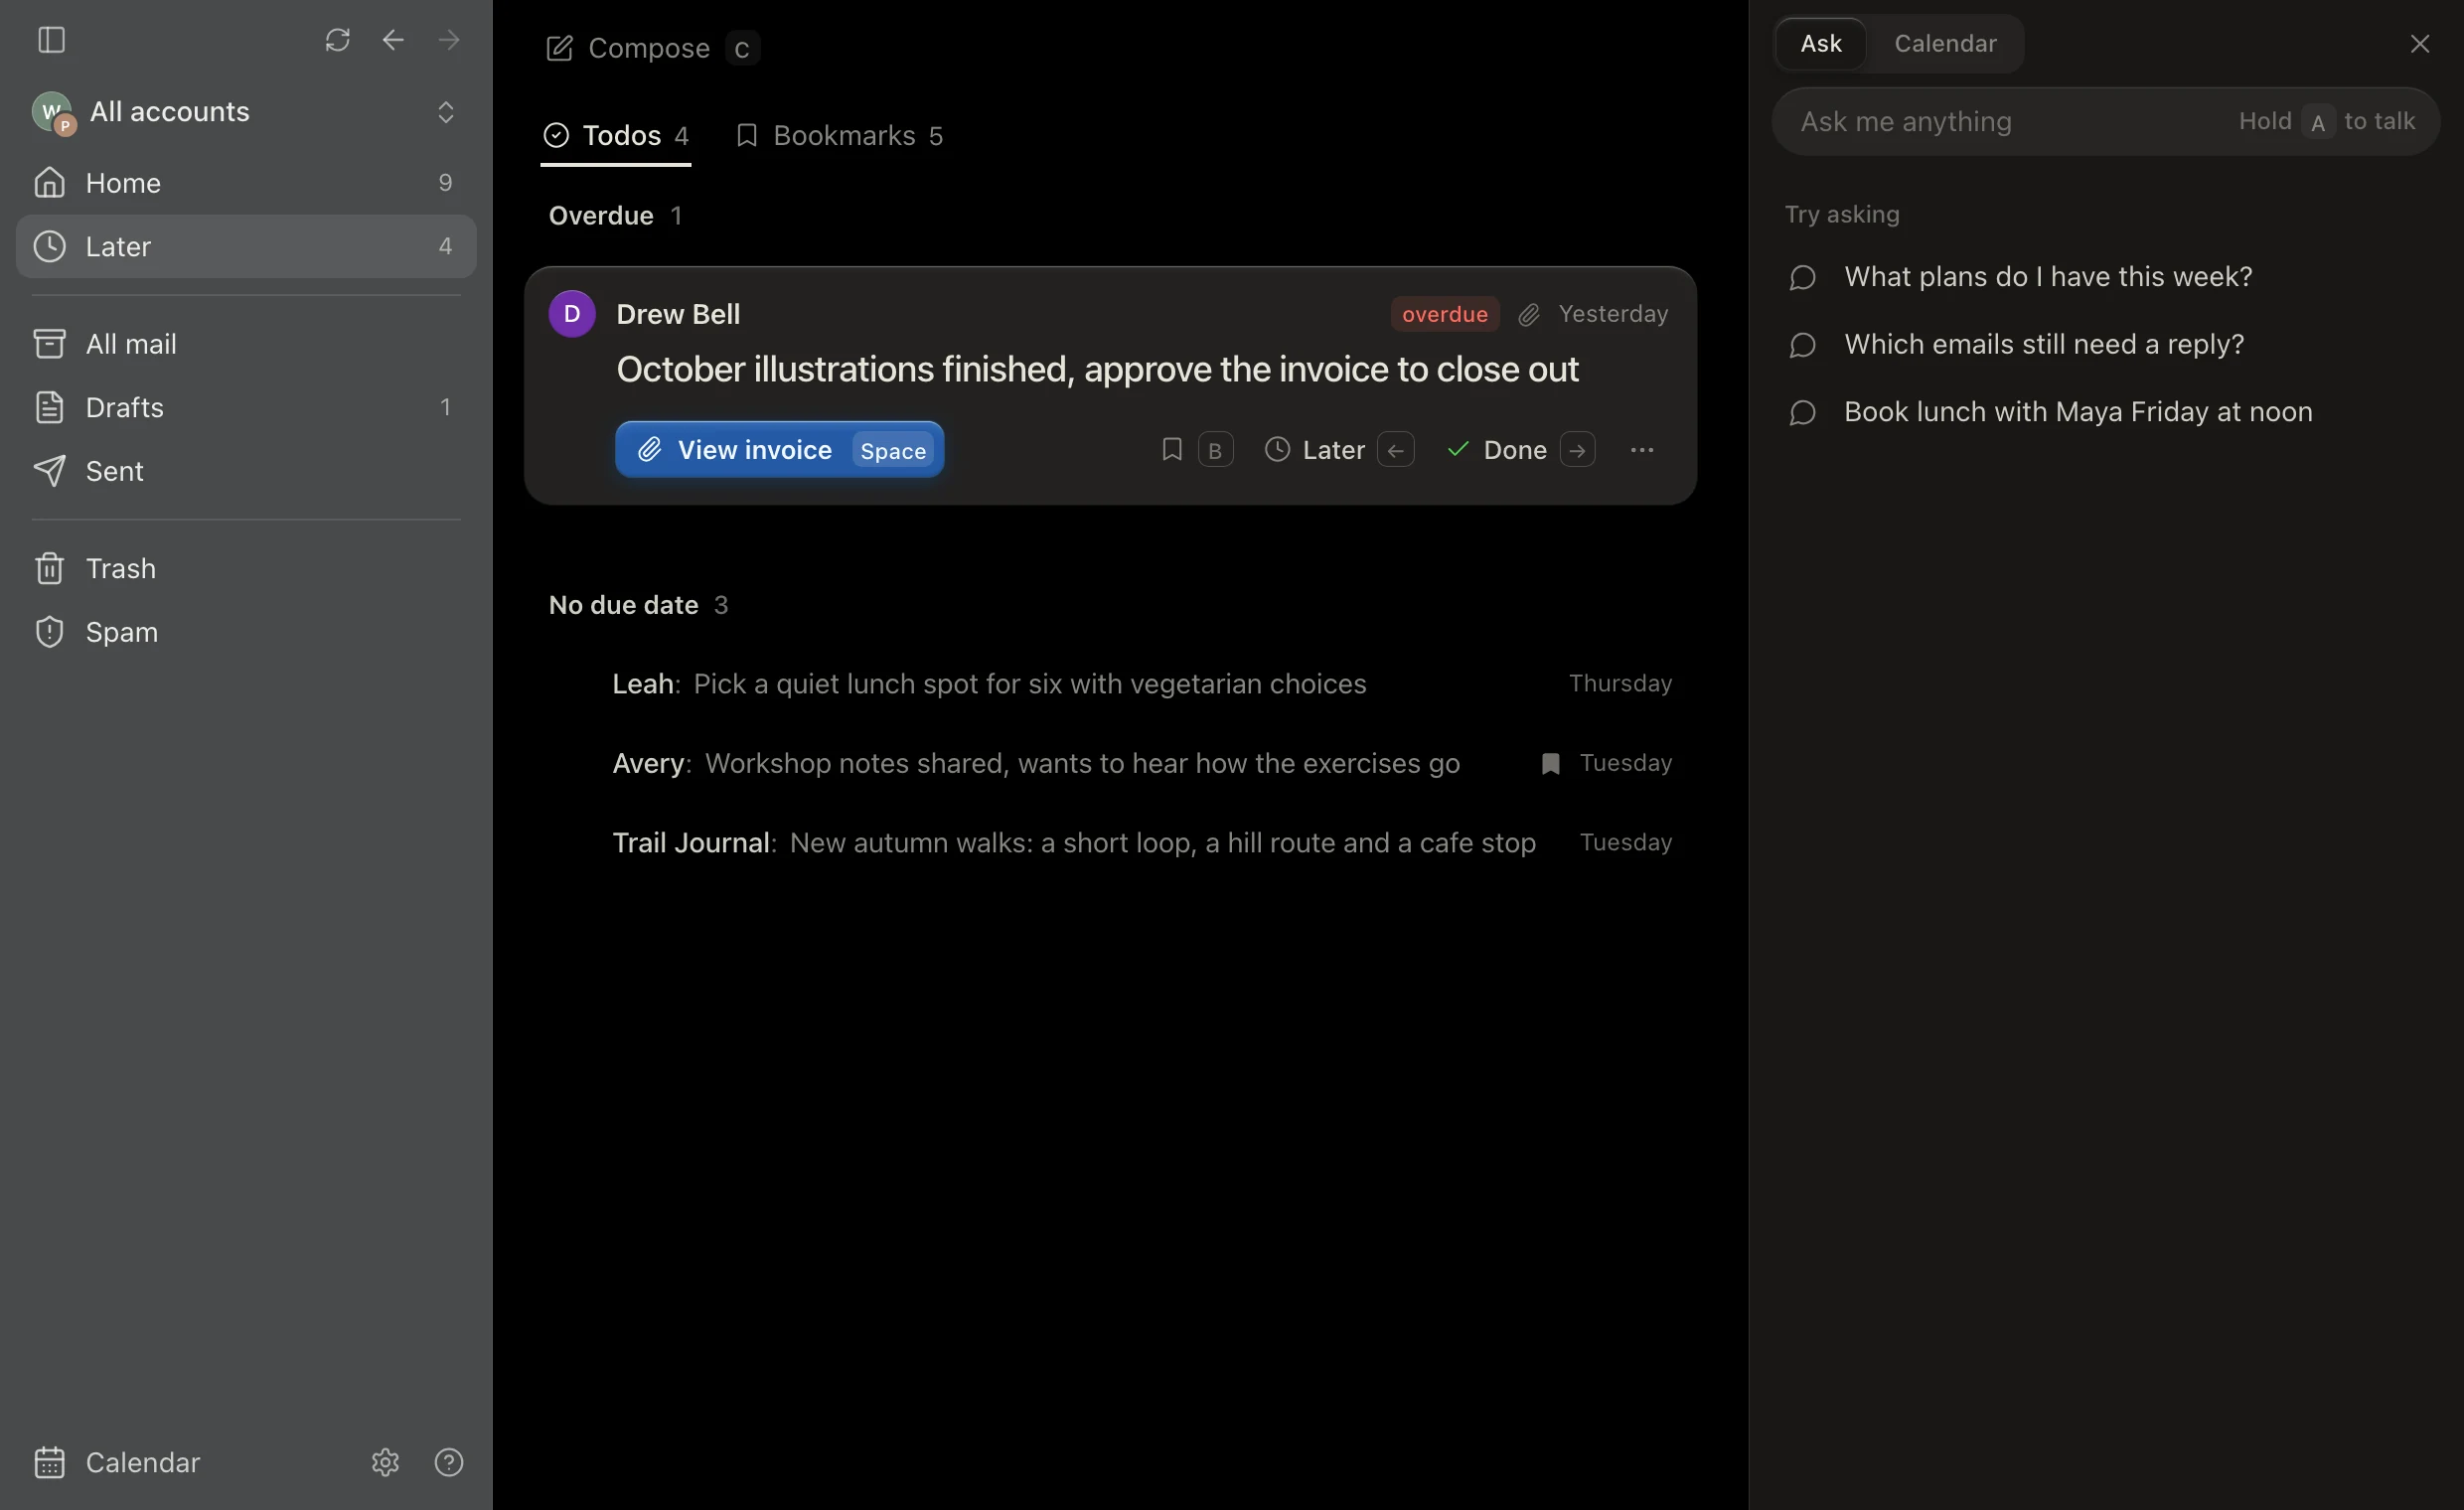 W
P
All accounts
Home 9
Later 4
All mail
Drafts 1
Sent
Trash
Spam
Calendar
Compose C
Todos 4 Bookmarks 5
Overdue 1
D Drew Bell overdue Yesterday
October illustrations finished, approve the invoice to close out
View invoice Space B Later ← Done → ...
No due date 3
Leah: Pick a quiet lunch spot for six with vegetarian choices Thursday
Avery: Workshop notes shared, wants to hear how the exercises go Tuesday
Trail Journal: New autumn walks: a short loop, a hill route and a cafe stop Tuesday
Ask Calendar
Ask me anything Hold A to talk
Try asking
What plans do I have this week?
Which emails still need a reply?
Book lunch with Maya Friday at noon